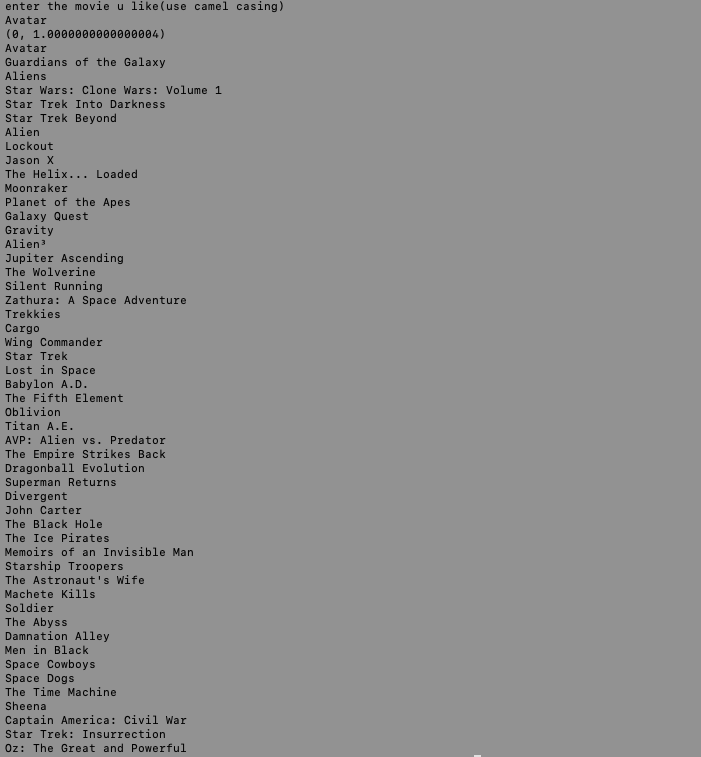 enter the movie u like(use camel casing)
Avatar
(0, 1.0000000000000004)
Avatar
Guardians of the Galaxy
Aliens
Star Wars: Clone Wars: Volume 1
Star Trek Into Darkness
Star Trek Beyond
Alien
Lockout
Jason X
The Helix... Loaded
Moonraker
Planet of the Apes
Galaxy Quest
Gravity
Alien³
Jupiter Ascending
The Wolverine
Silent Running
Zathura: A Space Adventure
Trekkies
Cargo
Wing Commander
Star Trek
Lost in Space
Babylon A.D.
The Fifth Element
Oblivion
Titan A.E.
AVP: Alien vs. Predator
The Empire Strikes Back
Dragonball Evolution
Superman Returns
Divergent
John Carter
The Black Hole
The Ice Pirates
Memoirs of an Invisible Man
Starship Troopers
The Astronaut's Wife
Machete Kills
Soldier
The Abyss
Damnation Alley
Men in Black
Space Cowboys
Space Dogs
The Time Machine
Sheena
Captain America: Civil War
Star Trek: Insurrection
Oz: The Great and Powerful